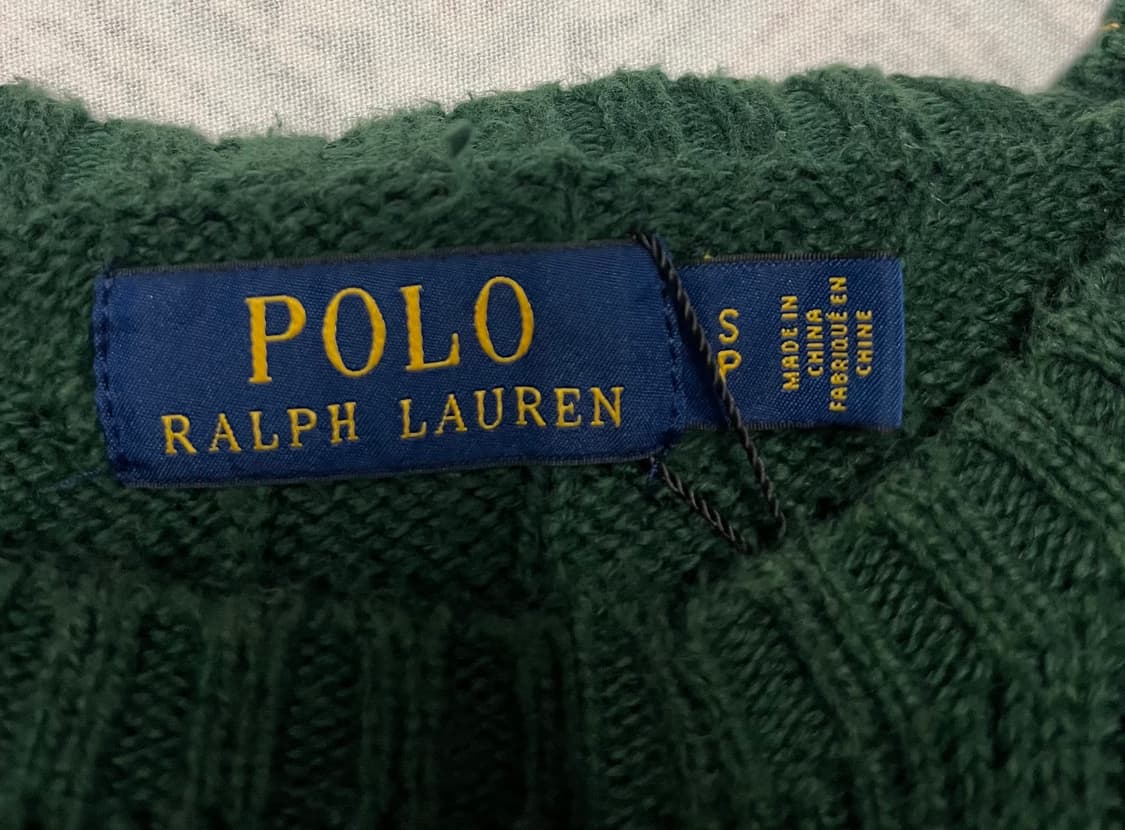 POLO
RALPH LAUREN
S
P
MADE IN
CHINA
FABRIQUÉ EN
CHINE